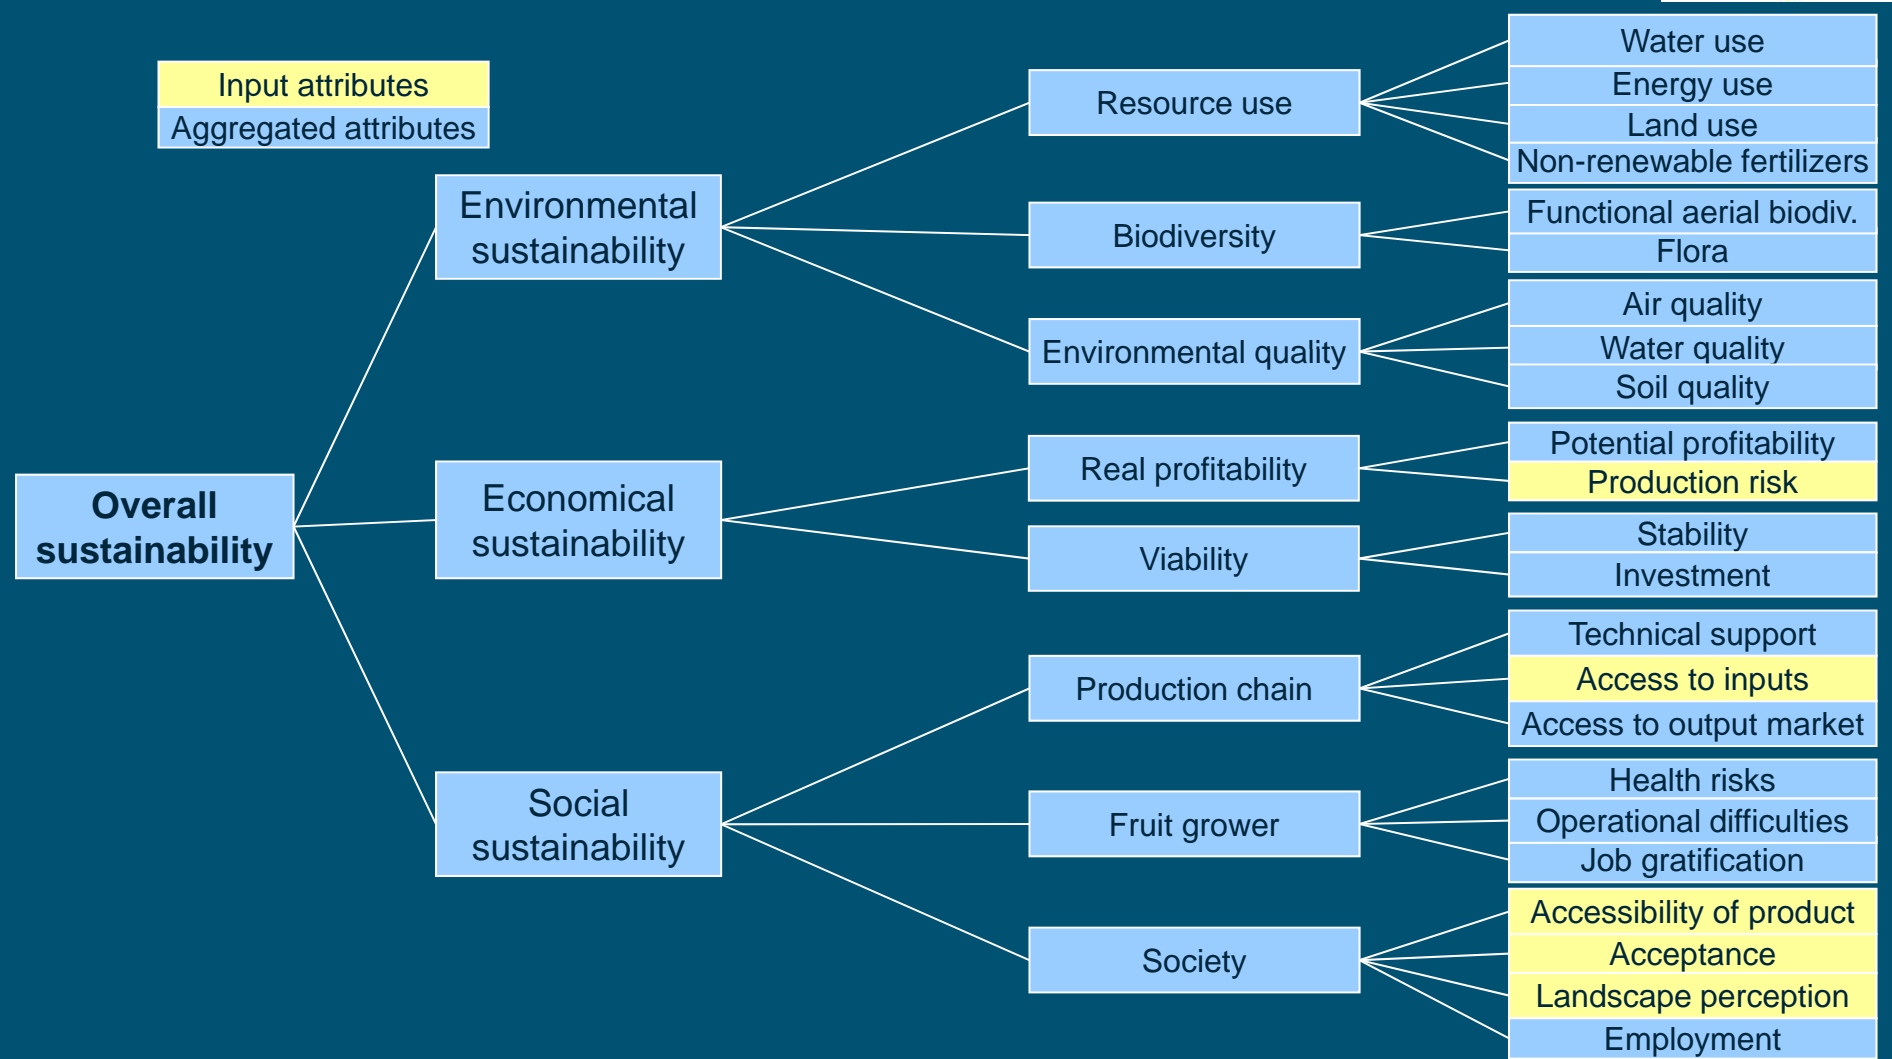 Input attributes
Aggregated attributes
Overall
sustainability
Environmental
sustainability
Economical
sustainability
Social
sustainability
Resource use
Biodiversity
Environmental quality
Real profitability
Viability
Production chain
Fruit grower
Society
Water use
Energy use
Land use
Non-renewable fertilizers
Functional aerial biodiv.
Flora
Air quality
Water quality
Soil quality
Potential profitability
Production risk
Stability
Investment
Technical support
Access to inputs
Access to output market
Health risks
Operational difficulties
Job gratification
Accessibility of product
Acceptance
Landscape perception
Employment